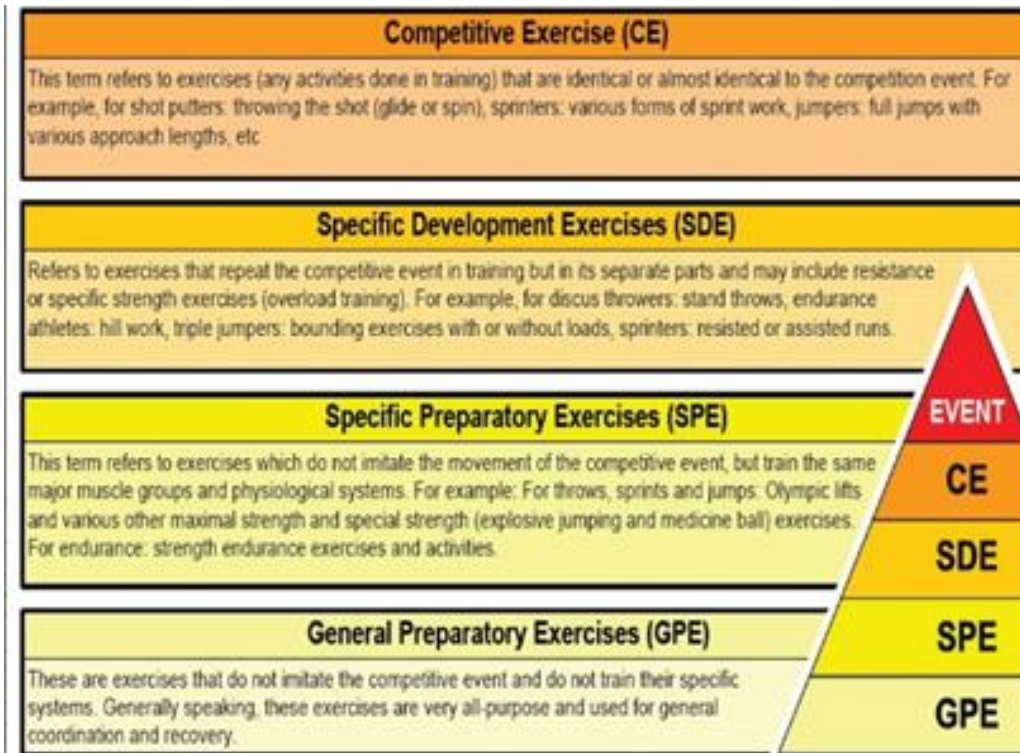 Competitive Exercise (CE)
This term refers to exercises (any activities done in training) that are identical or almost identical to the competition event. For
example, for shot putters: throwing the shot (glide or spin), sprinters: various forms of sprint work, jumpers: full jumps with
various approach lengths, etc
Specific Development Exercises (SDE)
Refers to exercises that repeat the competitive event in training but in its separate parts and may include resistance
or specific strength exercises (overload training). For example, for discus throwers: stand throws, endurance
athletes: hill work, triple jumpers: bounding exercises with or without loads, sprinters: resisted or assisted runs.
Specific Preparatory Exercises (SPE)
This term refers to exercises which do not imitate the movement of the competitive event, but train the same
major muscle groups and physiological systems. For example: For throws, sprints and jumps: Olympic lifts
and various other maximal strength and special strength (explosive jumping and medicine ball) exercises.
For endurance: strength endurance exercises and activities.
General Preparatory Exercises (GPE)
These are exercises that do not imitate the competitive event and do not train their specific
systems. Generally speaking, these exercises are very all-purpose and used for general
coordination and recovery.
EVENT
CE
SDE
SPE
GPE